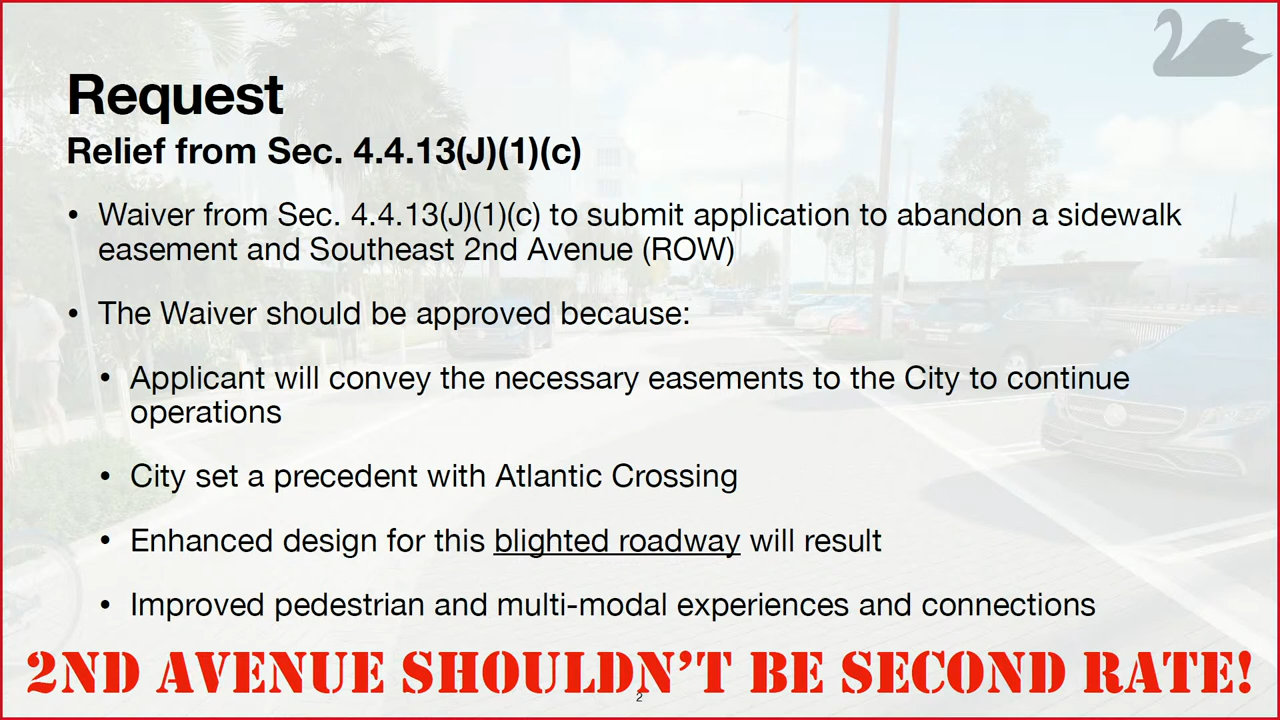 Request
Relief from Sec. 4.4.13(J)(1)(c)
• Waiver from Sec. 4.4.13(J)(1)(c) to submit application to abandon a sidewalk
easement and Southeast 2nd Avenue (ROW)
• The Waiver should be approved because:
• Applicant will convey the necessary easements to the City to continue
operations
• City set a precedent with Atlantic Crossing
• Enhanced design for this blighted roadway will result
• Improved pedestrian and multi-modal experiences and connections
2ND AVENUE SHOULDN’T BE SECOND RATE!
2